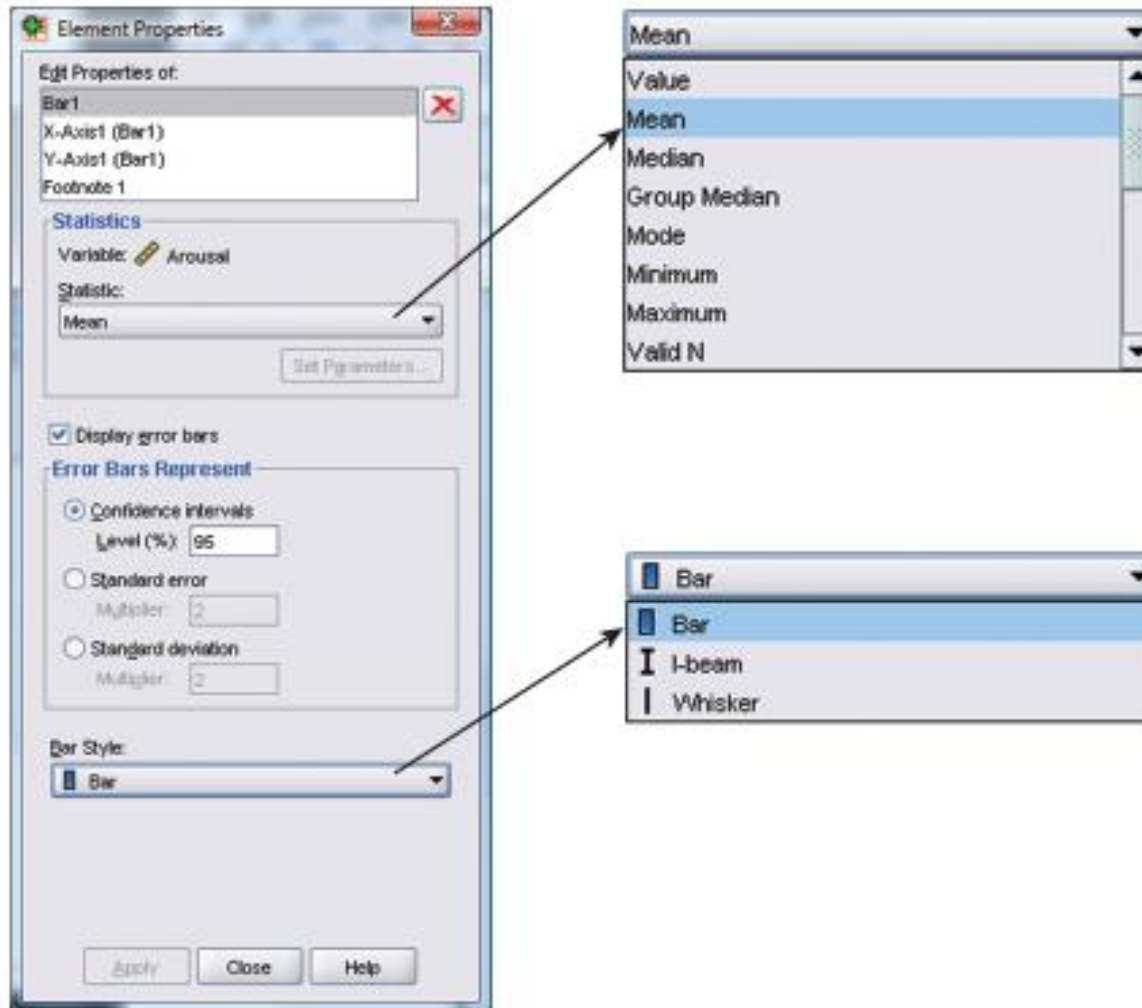 Element Properties
Edit Properties of:
Bar1
X-Axis1 (Bar1)
Y-Axis1 (Bar1)
Footnote 1
Statistics
Variable: Arousal
Statistic:
Mean
Set Parameters...
Display error bars
Error Bars Represent
Confidence intervals
Level (%): 95
Standard error
Multiplier: 2
Standard deviation
Multiplier: 2
Bar Style:
Bar
Apply Close Help
Mean
Value
Mean
Median
Group Median
Mode
Minimum
Maximum
Valid N
Bar
Bar
I-beam
Whisker